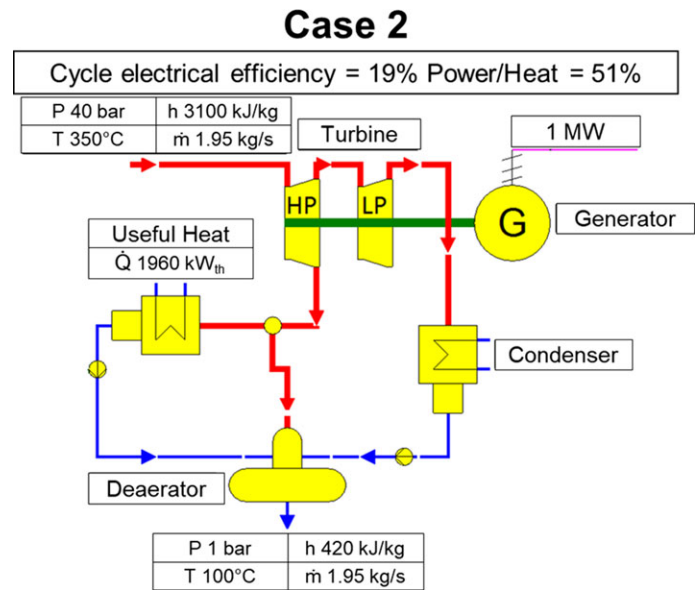 Case 2
Cycle electrical efficiency = 19% Power/Heat = 51%
P 40 bar h 3100 kJ/kg
T 350°C ṁ 1.95 kg/s
Turbine
1 MW
HP LP
G
Generator
Useful Heat
Q̇ 1960 kWth
Condenser
Deaerator
P 1 bar h 420 kJ/kg
T 100°C ṁ 1.95 kg/s